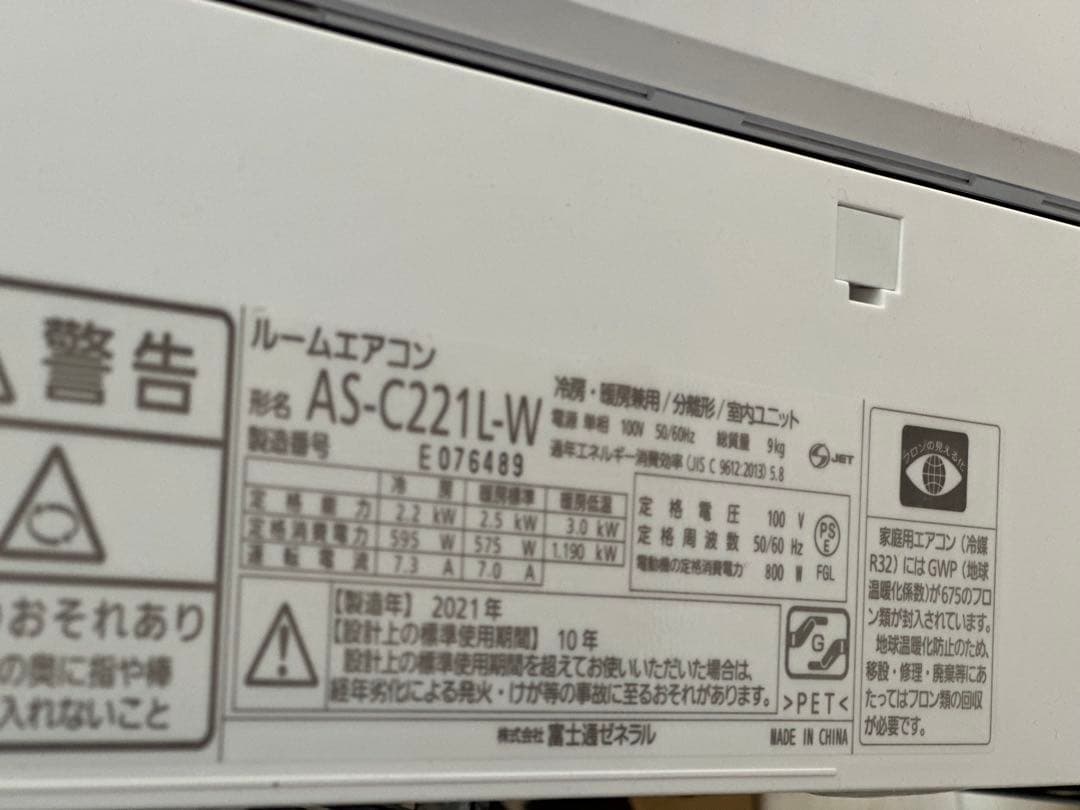 警告
おそれあり
の奥に指や棒
入れないこと
ルームエアコン
形名 AS-C221L-W
製造番号 E076489
冷房・暖房兼用/分離形/室内ユニット
電源 単相 100V 50/60Hz 総質量 9kg
通年エネルギー消費効率(JIS C 9612:2013) 5.8
JET
冷房 暖房標準 暖房低温
定格能力 2.2 kW 2.5 kW 3.0 kW
定格消費電力 595 W 575 W 1.190 kW
運転電流 7.3 A 7.0 A
定格電圧 100 V
定格周波数 50/60 Hz
電動機の定格消費電力 800 W
PS
E
FGL
【製造年】 2021年
【設計上の標準使用期間】 10年
設計上の標準使用期間を超えてお使いいただいた場合は、
経年劣化による発火・けが等の事故に至るおそれがあります。
G
>PET<
株式会社 富士通ゼネラル
MADE IN CHINA
フロンの見える化
家庭用エアコン(冷媒
R32)にはGWP(地球
温暖化係数)が675のフロ
ン類が封入されています。
地球温暖化防止のため、
移設・修理・廃棄等にあ
たってはフロン類の回収
が必要です。